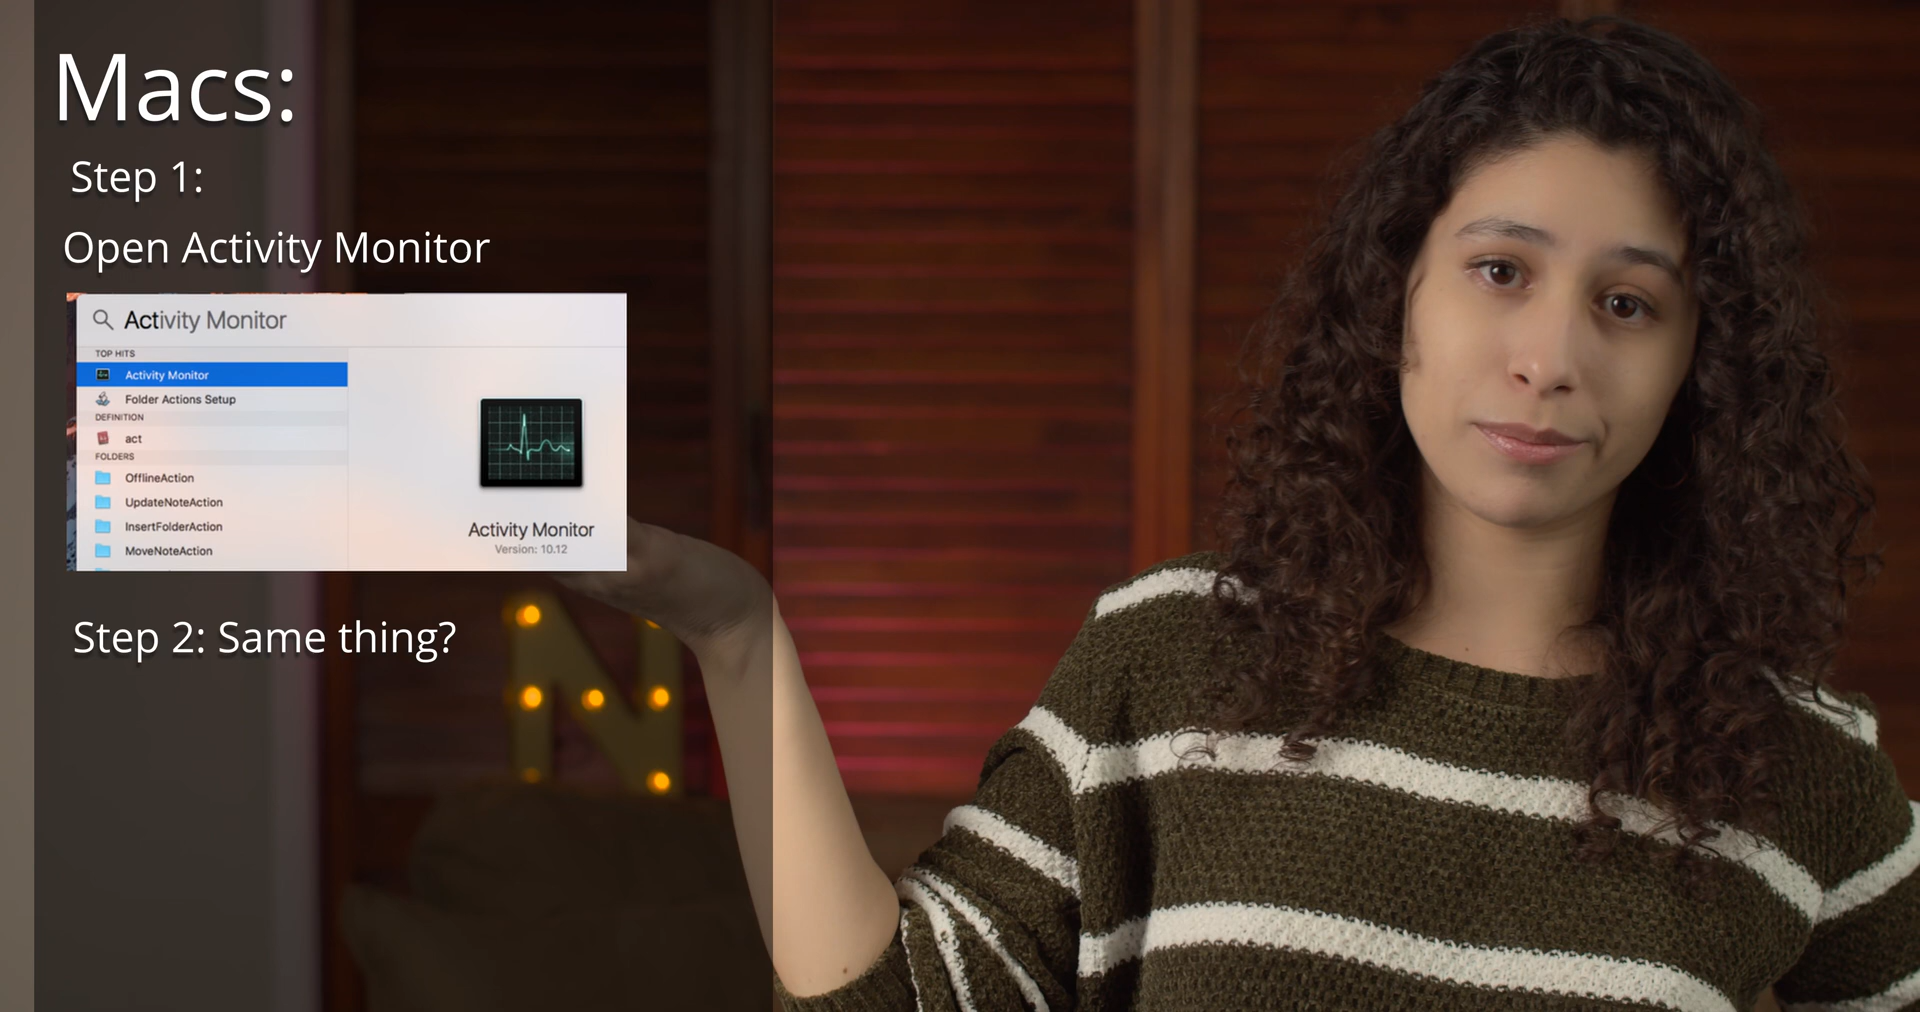 Macs:
Step 1:
Open Activity Monitor
Activity Monitor
TOP HITS
Activity Monitor
Folder Actions Setup
DEFINITION
act
FOLDERS
OfflineAction
UpdateNoteAction
InsertFolderAction
MoveNoteAction
Activity Monitor
Version: 10.12
Step 2: Same thing?
N